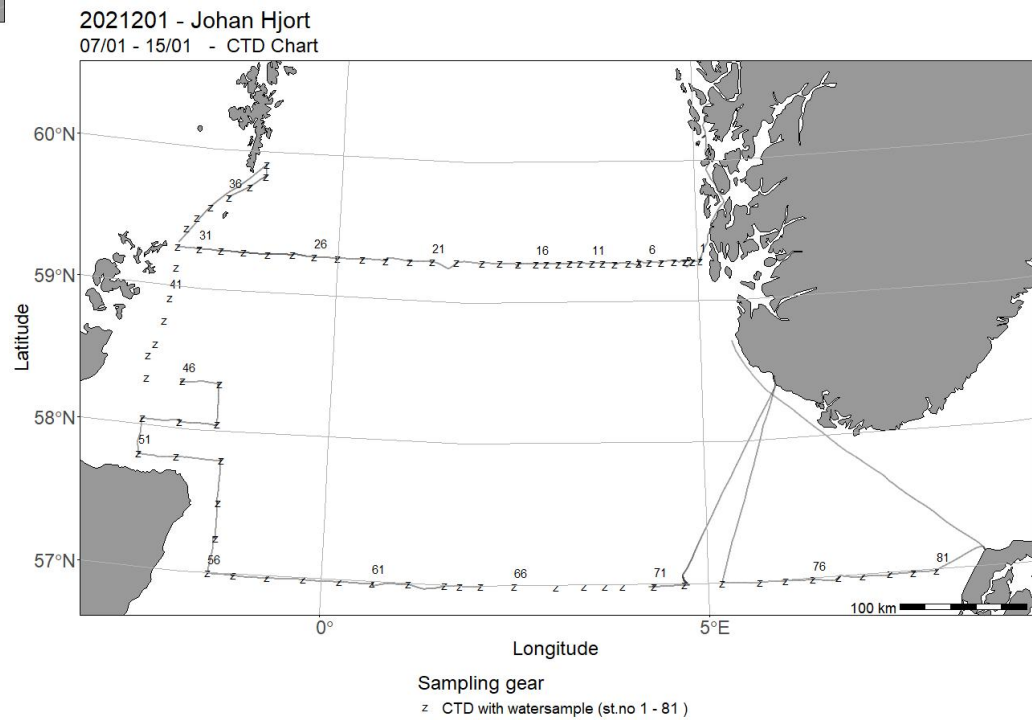 2021201 - Johan Hjort
07/01 - 15/01 - CTD Chart
60°N
59°N
58°N
57°N
Latitude
36
31
26
21
16
11
6
1
41
46
51
56
61
66
71
76
81
100 km
0°
5°E
Longitude
Sampling gear
z CTD with watersample (st.no 1 - 81 )